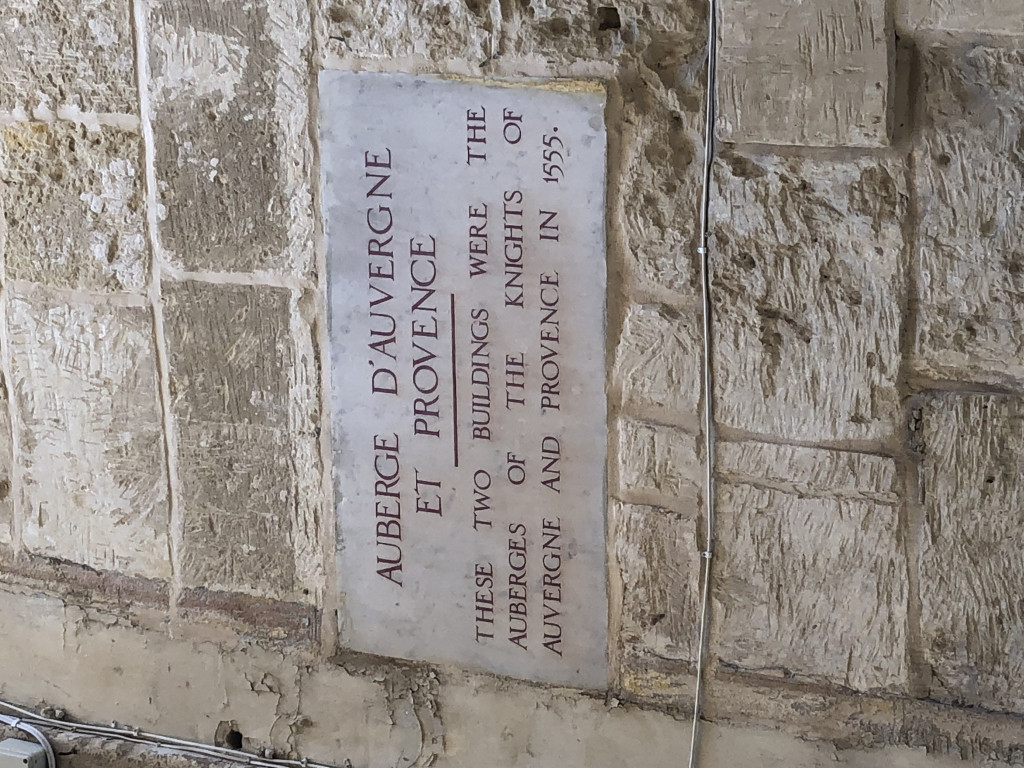 AUBERGE D'AUVERGNE
ET PROVENCE
THESE TWO BUILDINGS WERE THE
AUBERGES OF THE KNIGHTS OF
AUVERGNE AND PROVENCE IN 1555.